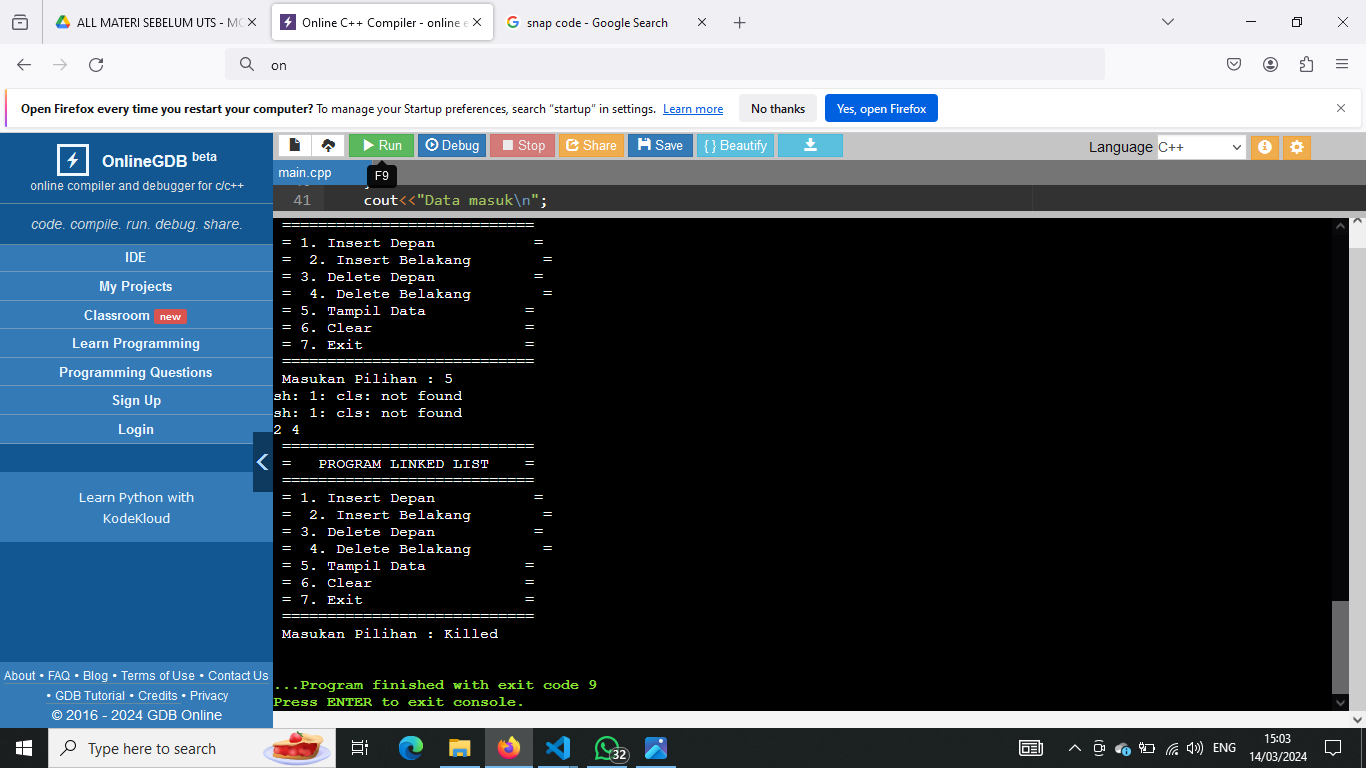 ALL MATERI SEBELUM UTS - MO
Online C++ Compiler - online e
snap code - Google Search
on
Open Firefox every time you restart your computer? To manage your Startup preferences, search “startup” in settings. Learn more No thanks Yes, open Firefox
OnlineGDB beta
online compiler and debugger for c/c++
code. compile. run. debug. share.
IDE
My Projects
Classroom new
Learn Programming
Programming Questions
Sign Up
Login
Learn Python with
KodeKloud
About • FAQ • Blog • Terms of Use • Contact Us
• GDB Tutorial • Credits • Privacy
© 2016 - 2024 GDB Online
Run Debug Stop Share Save { } Beautify Language C++
main.cpp
F9
41 cout<<"Data masuk\n";
============================
= 1. Insert Depan           =
=  2. Insert Belakang        =
= 3. Delete Depan           =
=  4. Delete Belakang        =
= 5. Tampil Data           =
= 6. Clear                 =
= 7. Exit                  =
============================
Masukan Pilihan : 5
sh: 1: cls: not found
sh: 1: cls: not found
2 4
============================
=   PROGRAM LINKED LIST    =
============================
= 1. Insert Depan           =
=  2. Insert Belakang        =
= 3. Delete Depan           =
=  4. Delete Belakang        =
= 5. Tampil Data           =
= 6. Clear                 =
= 7. Exit                  =
============================
Masukan Pilihan : Killed
...Program finished with exit code 9
Press ENTER to exit console.
Type here to search
32
ENG
15:03
14/03/2024